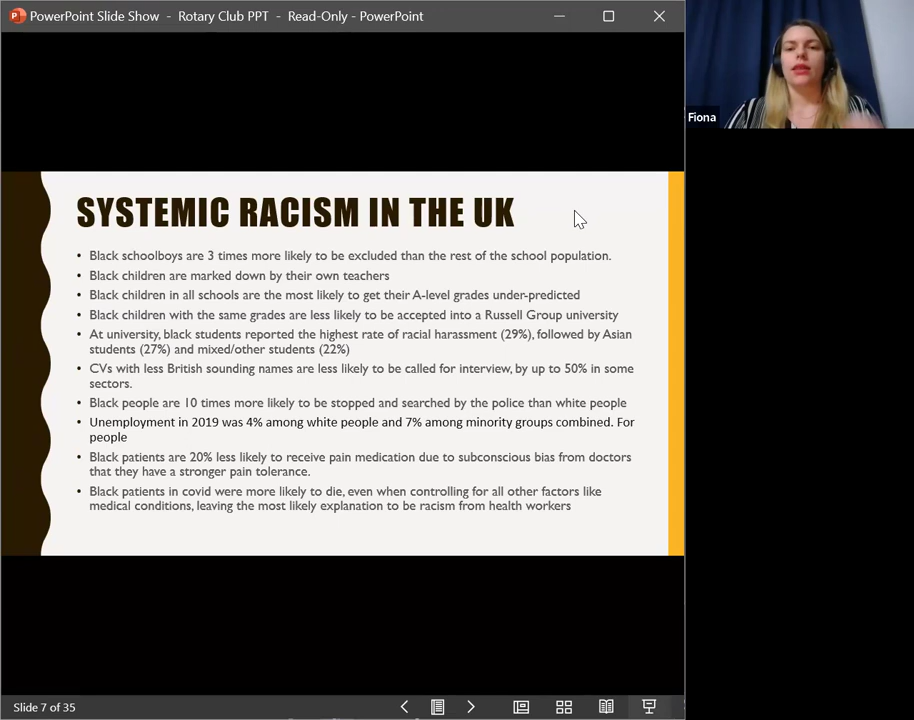 PowerPoint Slide Show - Rotary Club PPT - Read-Only - PowerPoint
Fiona
SYSTEMIC RACISM IN THE UK
• Black schoolboys are 3 times more likely to be excluded than the rest of the school population.
• Black children are marked down by their own teachers
• Black children in all schools are the most likely to get their A-level grades under-predicted
• Black children with the same grades are less likely to be accepted into a Russell Group university
• At university, black students reported the highest rate of racial harassment (29%), followed by Asian
students (27%) and mixed/other students (22%)
• CVs with less British sounding names are less likely to be called for interview, by up to 50% in some
sectors.
• Black people are 10 times more likely to be stopped and searched by the police than white people
• Unemployment in 2019 was 4% among white people and 7% among minority groups combined. For
people
• Black patients are 20% less likely to receive pain medication due to subconscious bias from doctors
that they have a stronger pain tolerance.
• Black patients in covid were more likely to die, even when controlling for all other factors like
medical conditions, leaving the most likely explanation to be racism from health workers
Slide 7 of 35